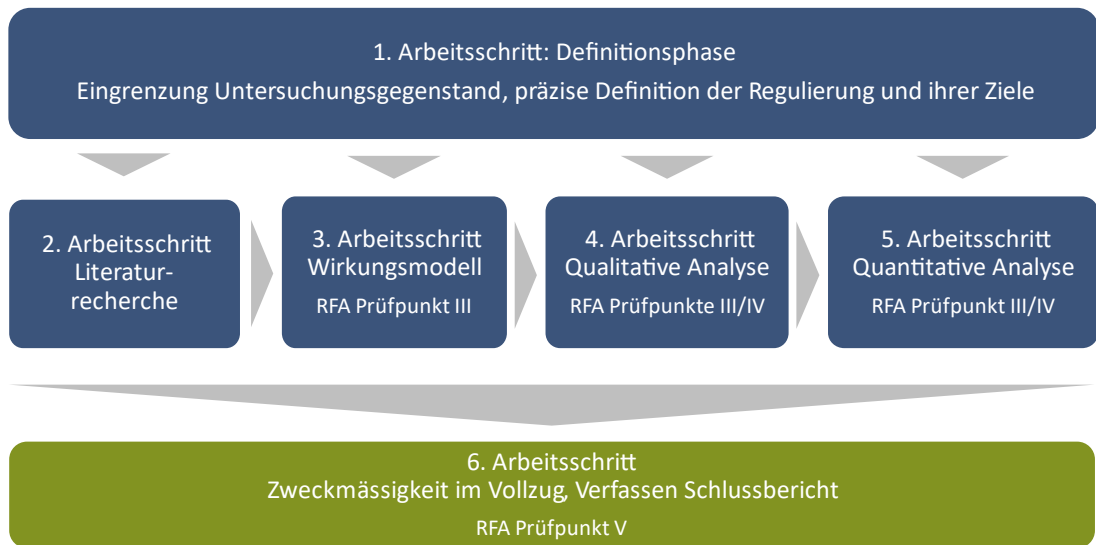 1. Arbeitsschritt: Definitionsphase
Eingrenzung Untersuchungsgegenstand, präzise Definition der Regulierung und ihrer Ziele
2. Arbeitsschritt
Literatur-
recherche
3. Arbeitsschritt
Wirkungsmodell
RFA Prüfpunkt III
4. Arbeitsschritt
Qualitative Analyse
RFA Prüfpunkte III/IV
5. Arbeitsschritt
Quantitative Analyse
RFA Prüfpunkt III/IV
6. Arbeitsschritt
Zweckmässigkeit im Vollzug, Verfassen Schlussbericht
RFA Prüfpunkt V